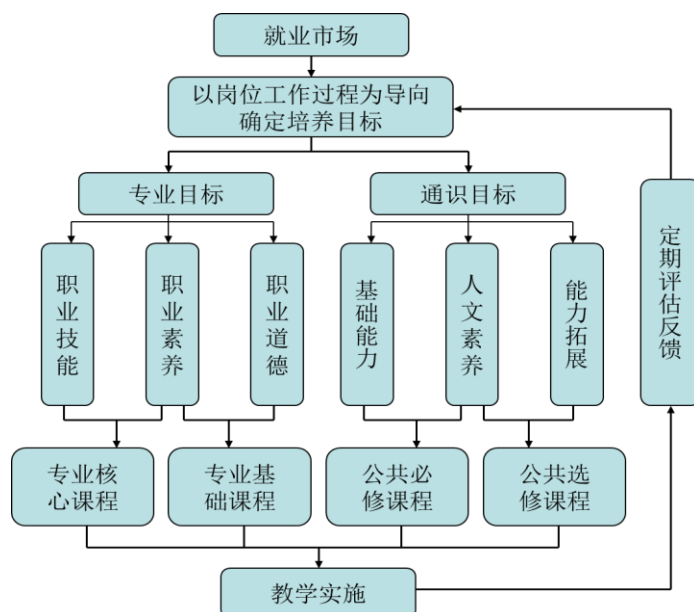 就业市场
以岗位工作过程为导向
确定培养目标
专业目标
通识目标
职业技能
职业素养
职业道德
基础能力
人文素养
能力拓展
定期评估反馈
专业核
心课程
专业基
础课程
公共必
修课程
公共选
修课程
教学实施